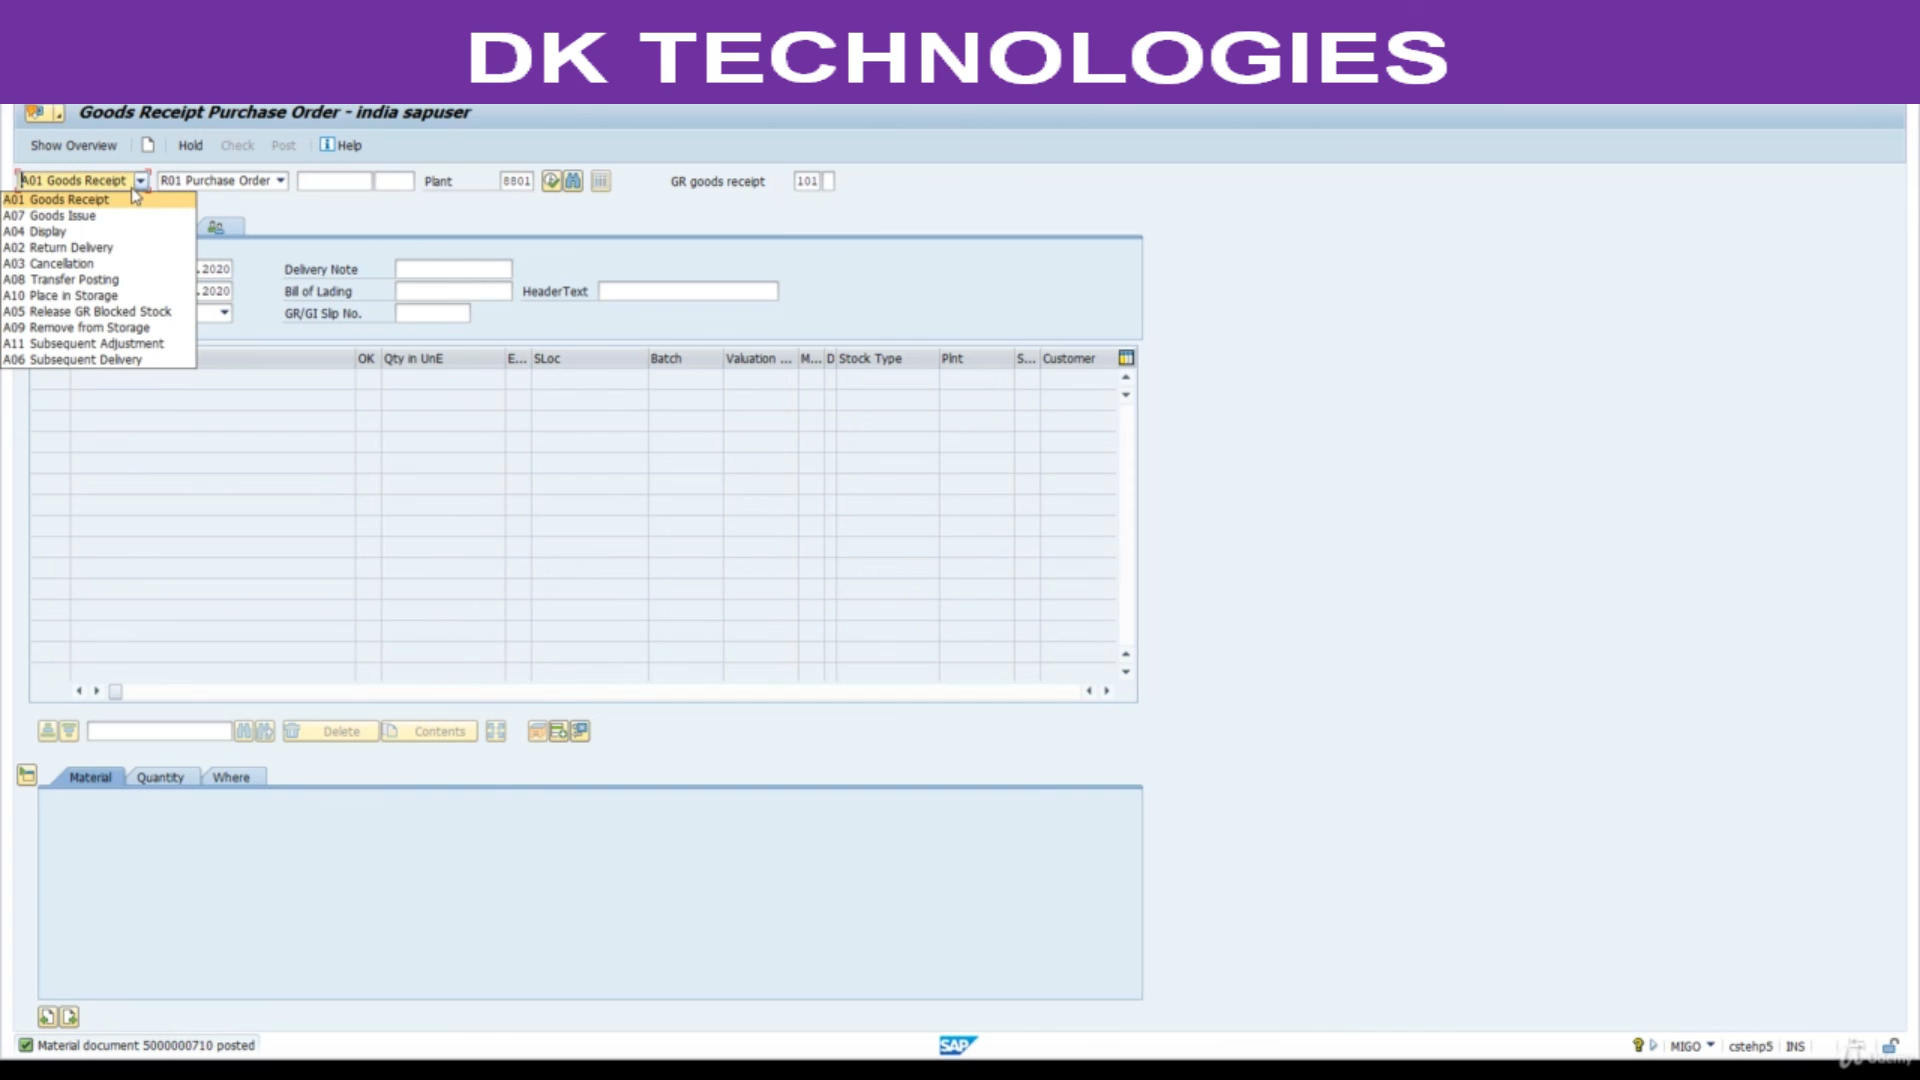 DK TECHNOLOGIES
Goods Receipt Purchase Order - india sapuser
Show Overview Hold Check Post Help
A01 Goods Receipt R01 Purchase Order Plant 8801 GR goods receipt 101
A01 Goods Receipt
A07 Goods Issue
A04 Display
A02 Return Delivery
A03 Cancellation
A08 Transfer Posting
A10 Place in Storage
A05 Release GR Blocked Stock
A09 Remove from Storage
A11 Subsequent Adjustment
A06 Subsequent Delivery
.2020 Delivery Note
.2020 Bill of Lading HeaderText
GR/GI Slip No.
OK Qty in UnE E... SLoc Batch Valuation ... M... D Stock Type Plnt S... Customer
Delete Contents
Material Quantity Where
Material document 5000000710 posted SAP MIGO cstehp5 INS
Udemy